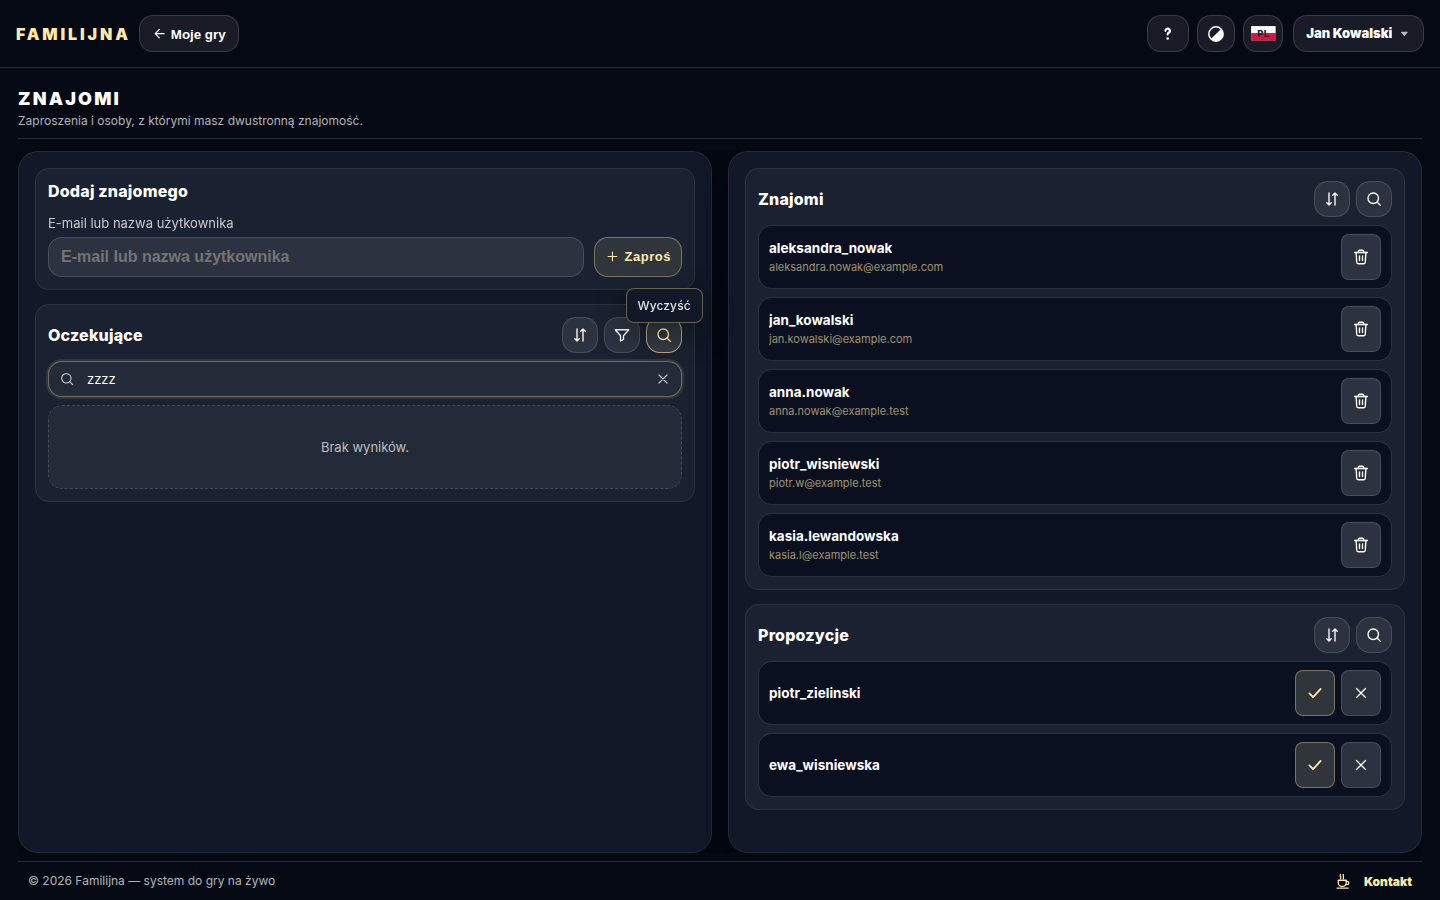 FAMILIJNA
← Moje gry
?
PL
Jan Kowalski
ZNAJOMI
Zaproszenia i osoby, z którymi masz dwustronną znajomość.
Dodaj znajomego
E-mail lub nazwa użytkownika
E-mail lub nazwa użytkownika
+ Zaproś
Wyczyść
Oczekujące
zzzz
Brak wyników.
Znajomi
aleksandra_nowak
aleksandra.nowak@example.com
jan_kowalski
jan.kowalski@example.com
anna.nowak
anna.nowak@example.test
piotr_wisniewski
piotr.w@example.test
kasia.lewandowska
kasia.l@example.test
Propozycje
piotr_zielinski
ewa_wisniewska
© 2026 Familijna — system do gry na żywo
Kontakt